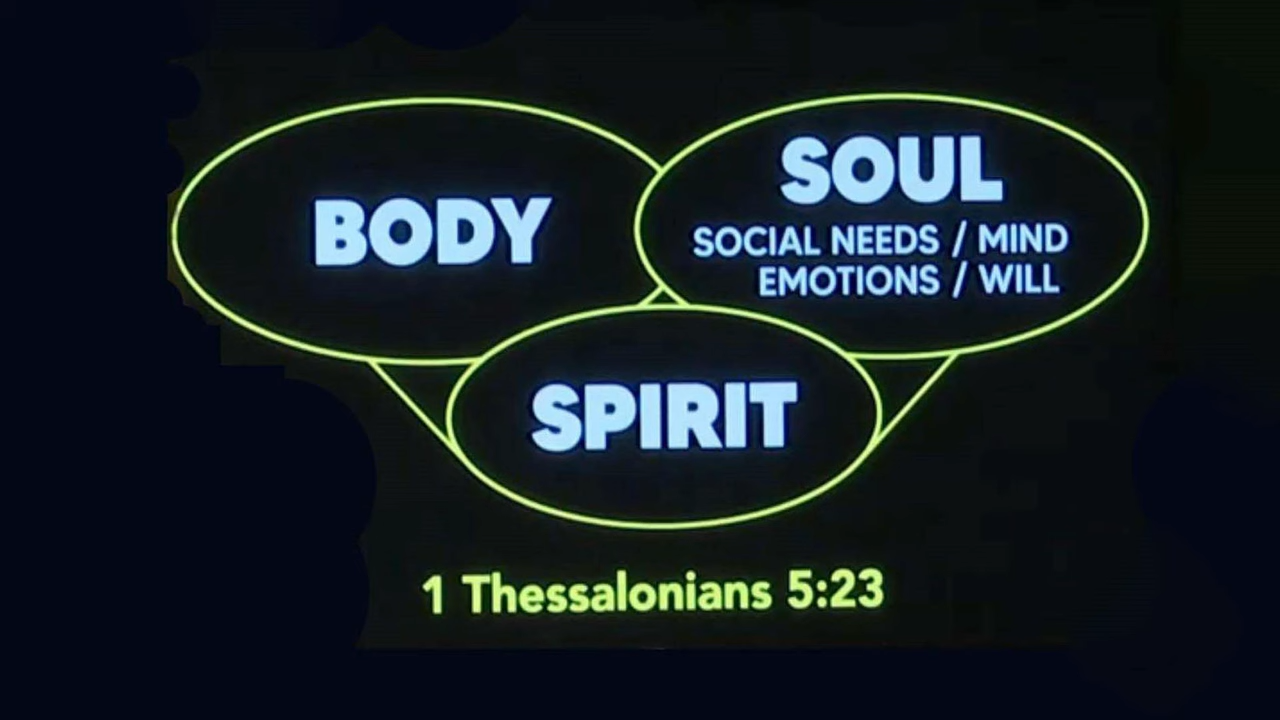 BODY
SOUL
SOCIAL NEEDS / MIND
EMOTIONS / WILL
SPIRIT
1 Thessalonians 5:23